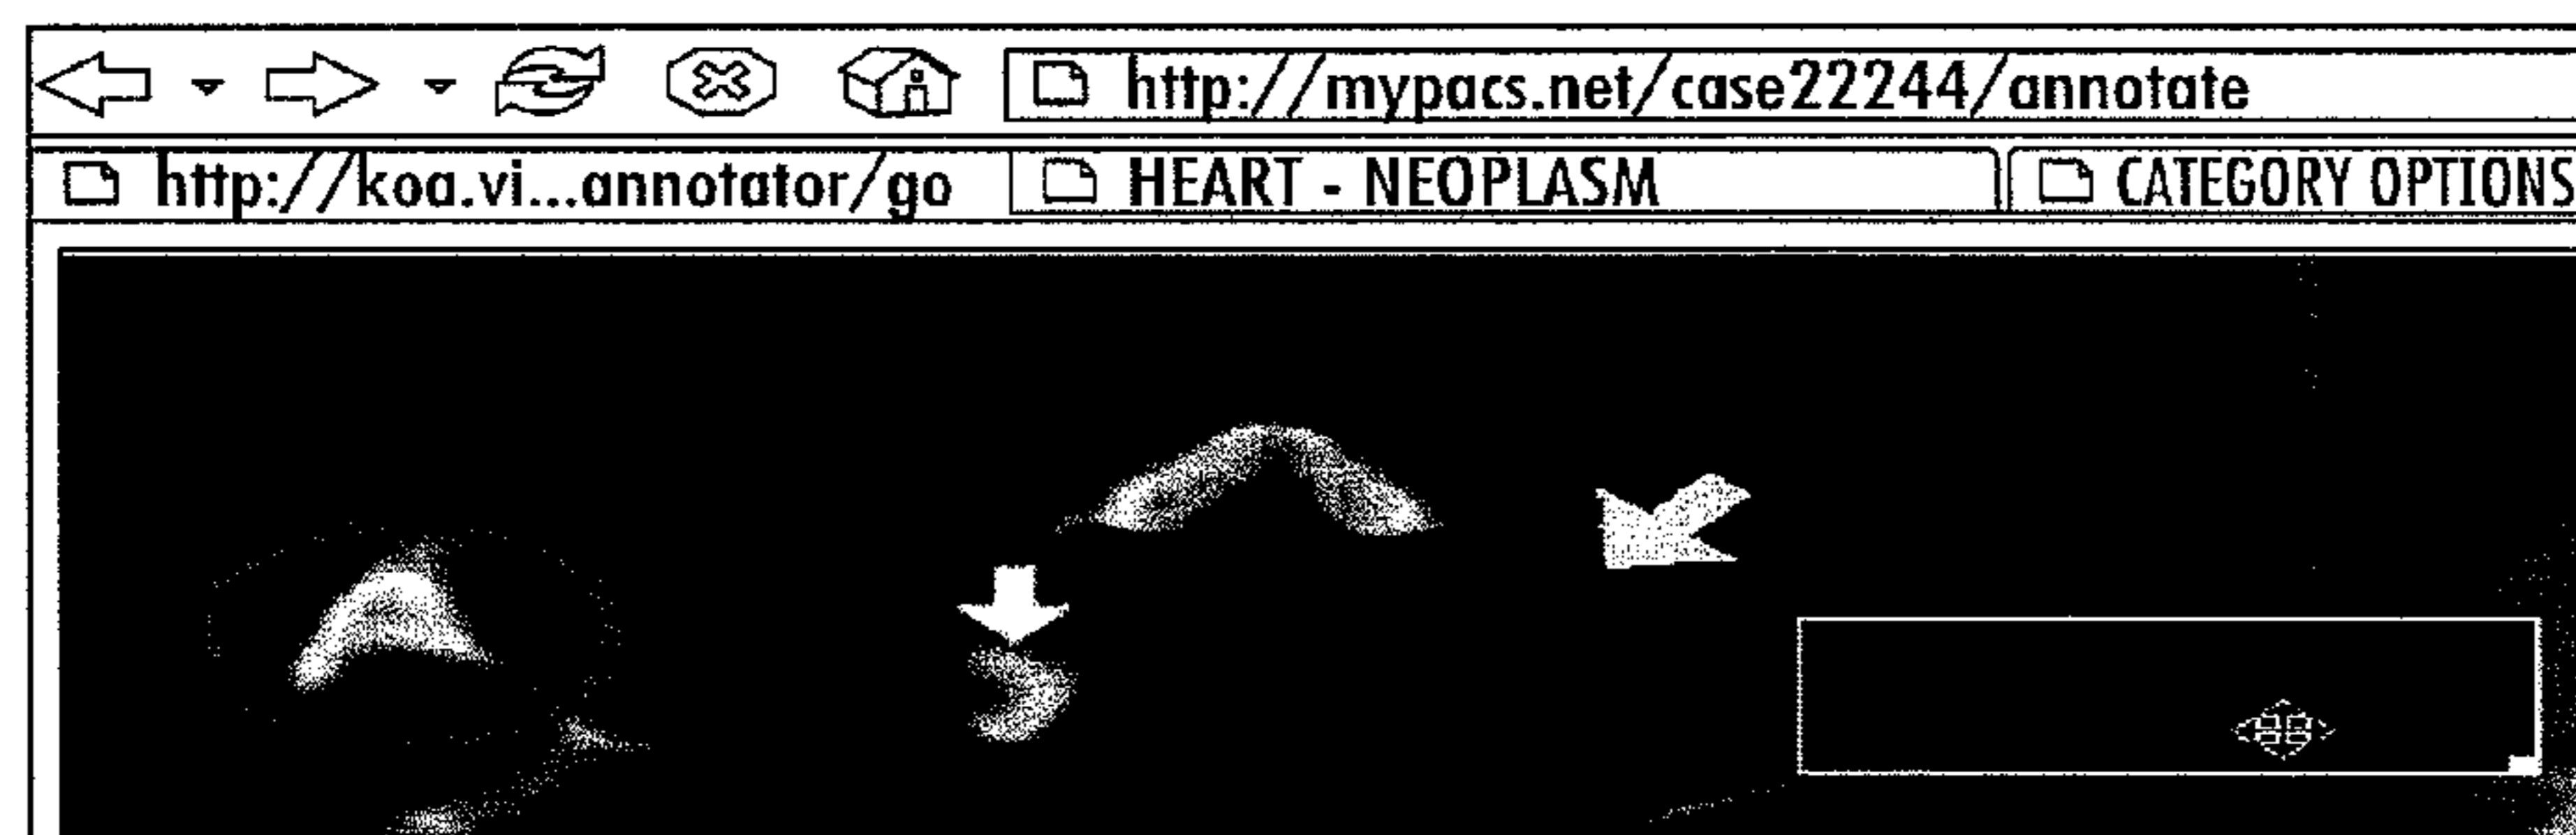 http://mypacs.net/case22244/annotate
http://koa.vi...annotator/go HEART - NEOPLASM CATEGORY OPTIONS